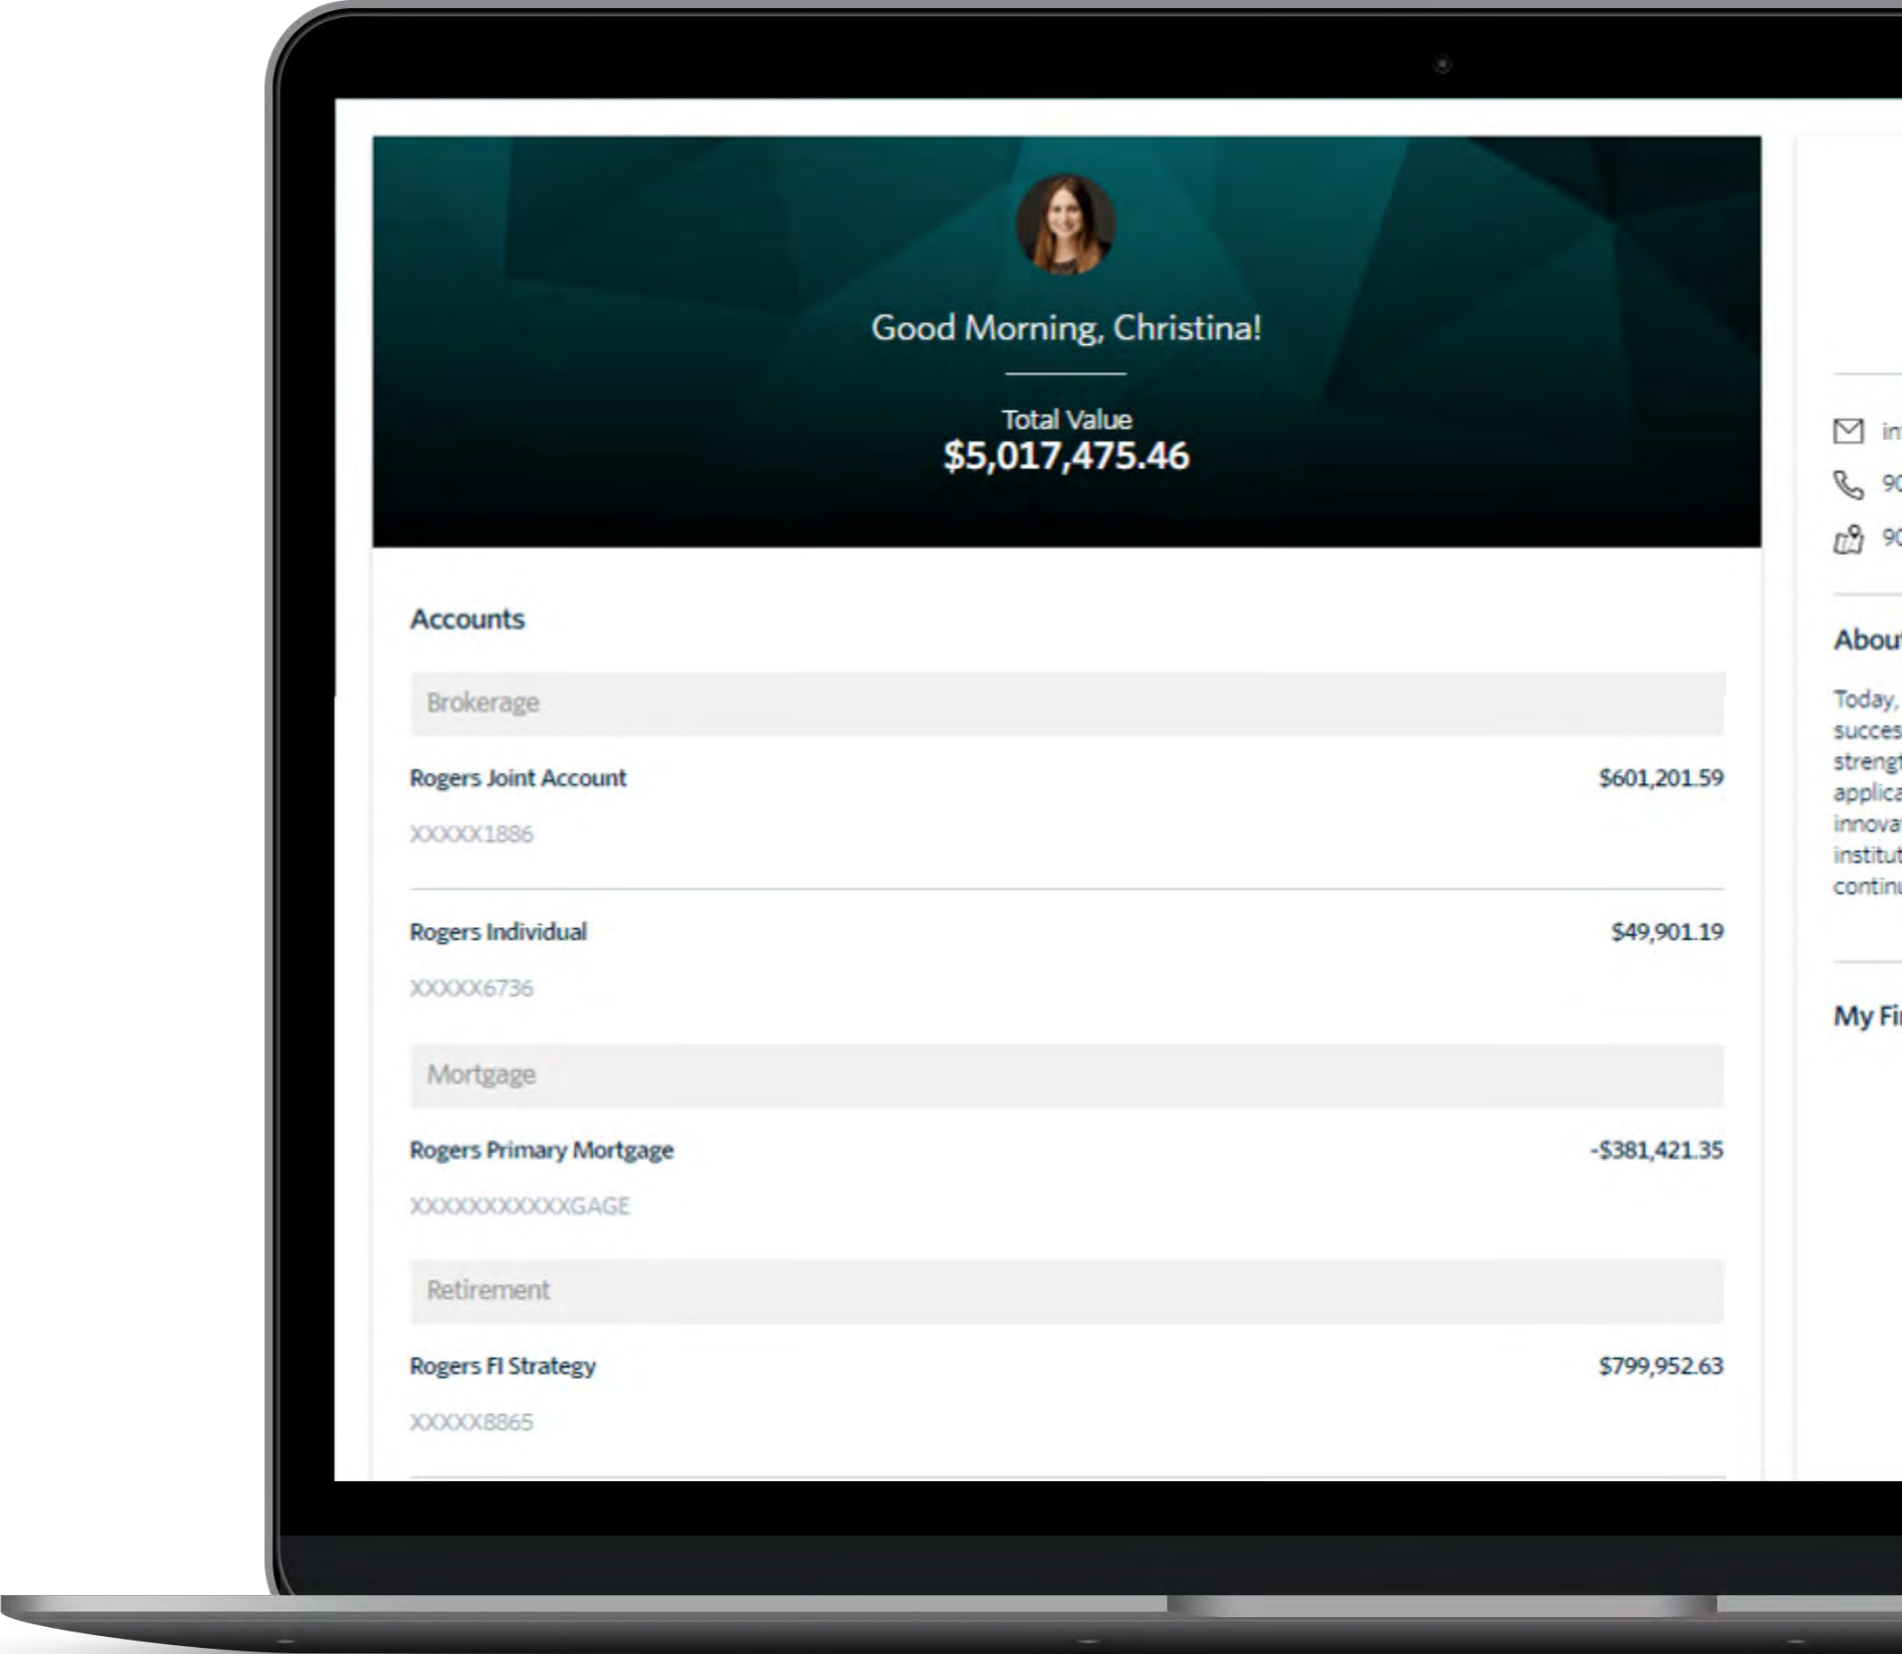 Good Morning, Christina!
Total Value
$5,017,475.46
Accounts
Brokerage
Rogers Joint Account $601,201.59
XXXXX1886
Rogers Individual $49,901.19
XXXXX6736
Mortgage
Rogers Primary Mortgage -$381,421.35
XXXXXXXXXXXGAGE
Retirement
Rogers FI Strategy $799,952.63
XXXXX8865
Today,
My